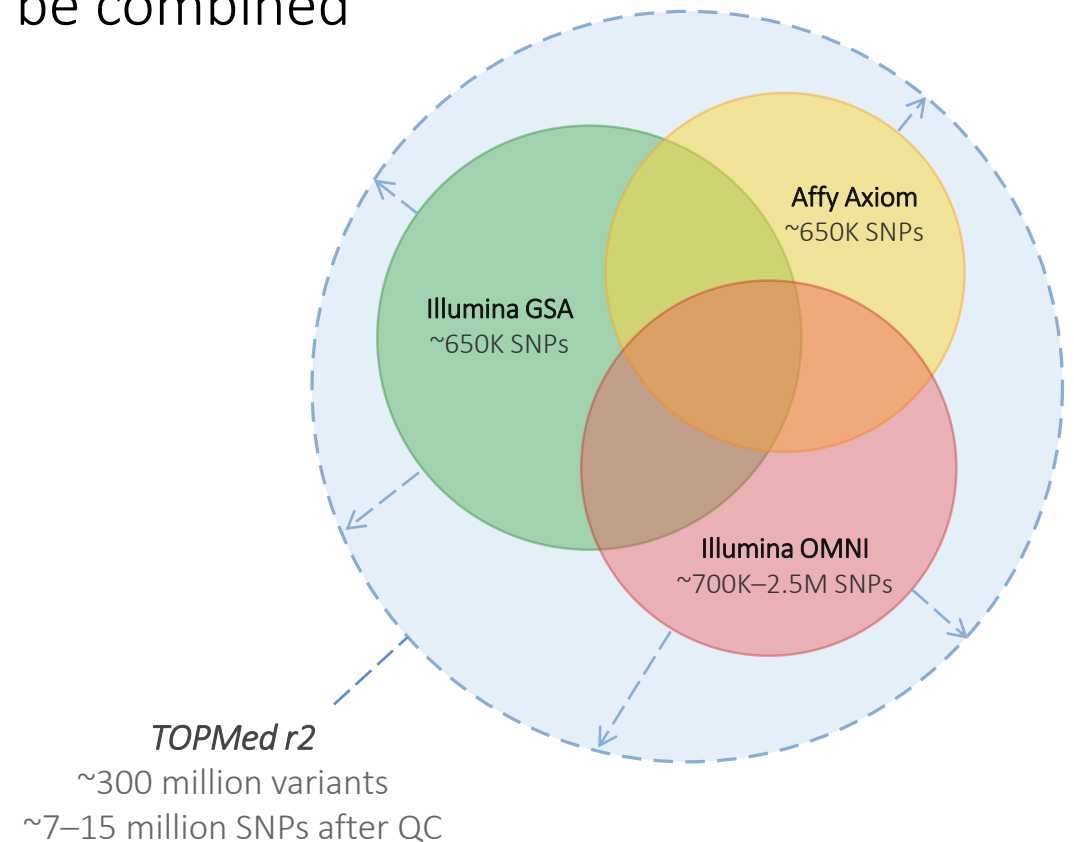 be combined
Affy Axiom
~650K SNPs
Illumina GSA
~650K SNPs
Illumina OMNI
~700K–2.5M SNPs
TOPMed r2
~300 million variants
~7–15 million SNPs after QC